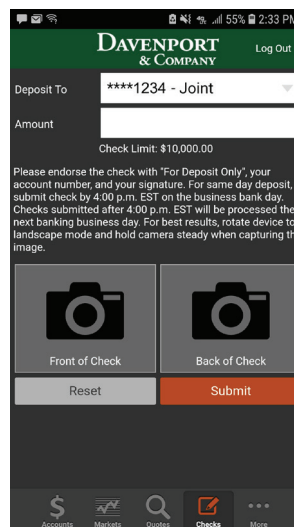 55% 2:33 PM
DAVENPORT
& COMPANY
Log Out
Deposit To
****1234 - Joint
Amount
Check Limit: $10,000.00
Please endorse the check with "For Deposit Only", your
account number, and your signature. For same day deposit,
submit check by 4:00 p.m. EST on the business bank day.
Checks submitted after 4:00 p.m. EST will be processed the
next banking business day. For best results, rotate device to
landscape mode and hold camera steady when capturing th
image.
Front of Check
Back of Check
Reset
Submit
Accounts Markets Quotes Checks More